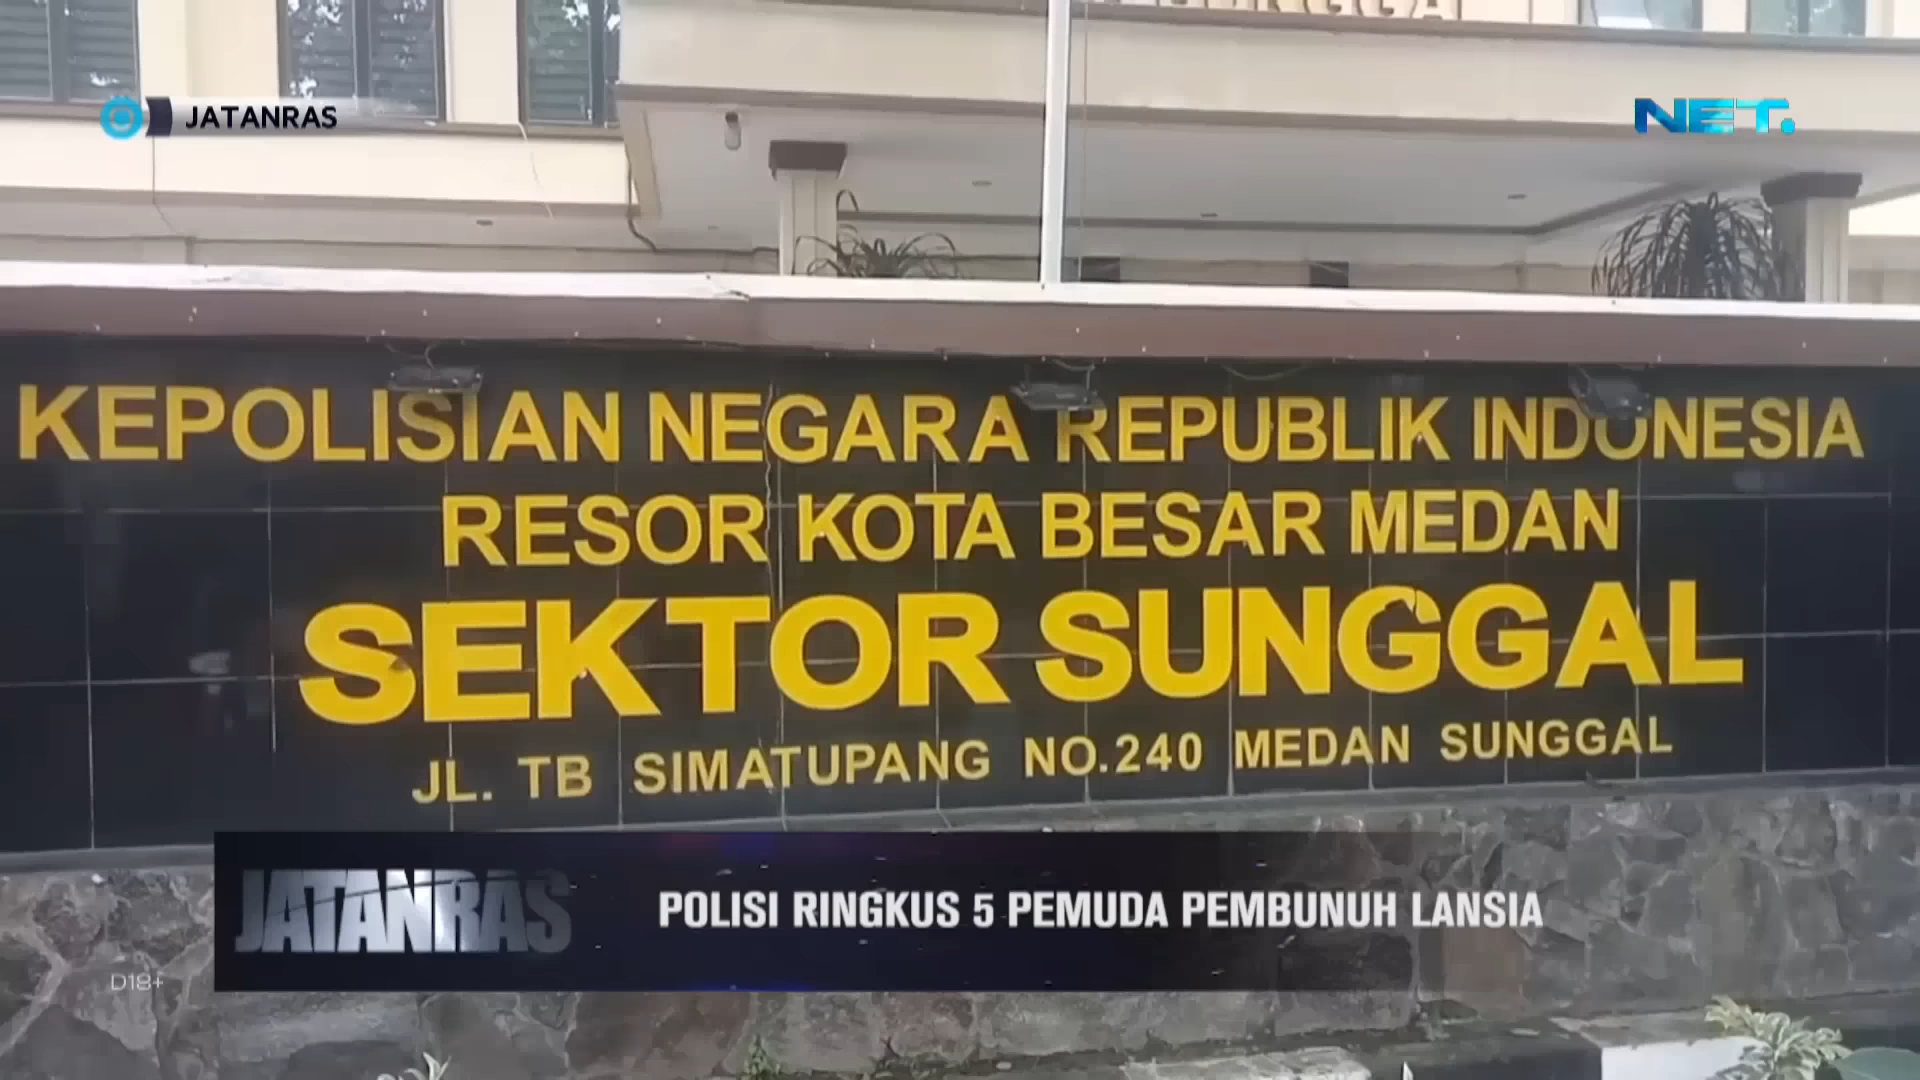 JATANRAS
NET.
KEPOLISIAN NEGARA REPUBLIK INDONESIA
RESOR KOTA BESAR MEDAN
SEKTOR SUNGGAL
JL. TB SIMATUPANG NO.240 MEDAN SUNGGAL
JATANRAS
POLISI RINGKUS 5 PEMUDA PEMBUNUH LANSIA
D18+